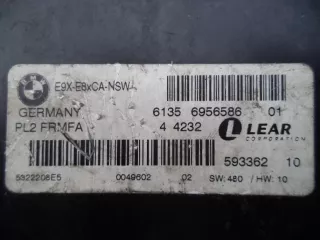 BMW
E9X-E8xCA-NSW-I
GERMANY 6135 6956586 01
PL2 FRMFA 4 4232 LEAR
CORPORATION
593362 10
5322206E5 0049602 02 SW: 480 / HW: 10